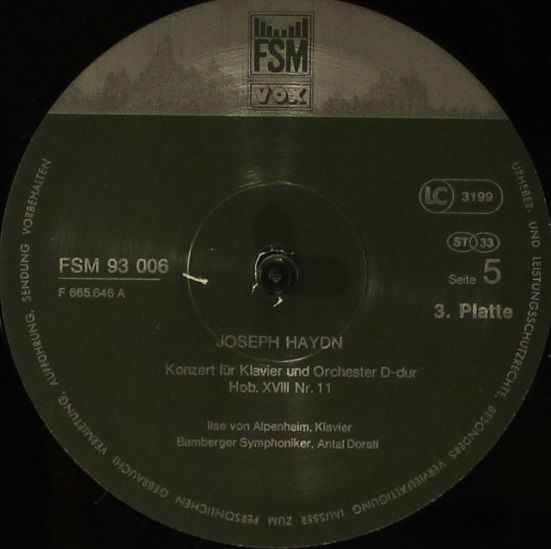 FSM
VOX
LC 3199
ST 33
FSM 93 006
Seite 5
F 665.646 A
3. Platte
JOSEPH HAYDN
Konzert für Klavier und Orchester D-dur
Hob. XVIII Nr. 11
Ilse von Alpenheim, Klavier
Bamberger Symphoniker, Antal Dorati
URHEBER- UND LEISTUNGSSCHUTZRECHTE, BESONDERS VERVIELFÄLTIGUNG (AUSSER ZUM PERSÖNLICHEN GEBRAUCH) VERMIETUNG, AUFFÜHRUNG, SENDUNG VORBEHALTEN